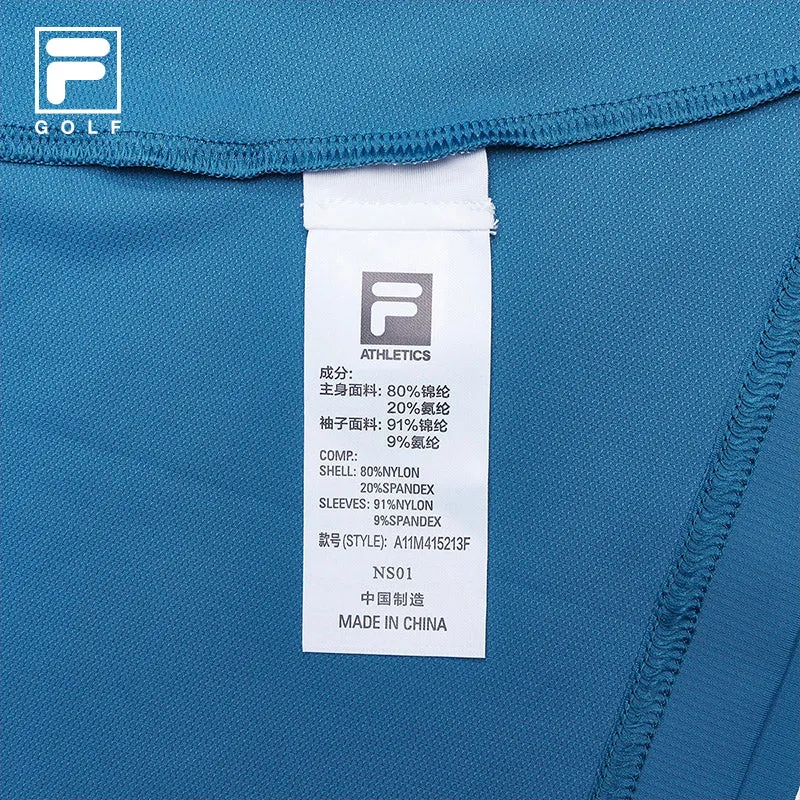 F
GOLF
F
ATHLETICS
成分:
主身面料: 80%锦纶
20%氨纶
袖子面料: 91%锦纶
9%氨纶
COMP.:
SHELL: 80%NYLON
20%SPANDEX
SLEEVES: 91%NYLON
9%SPANDEX
款号(STYLE): A11M415213F
NS01
中国制造
MADE IN CHINA